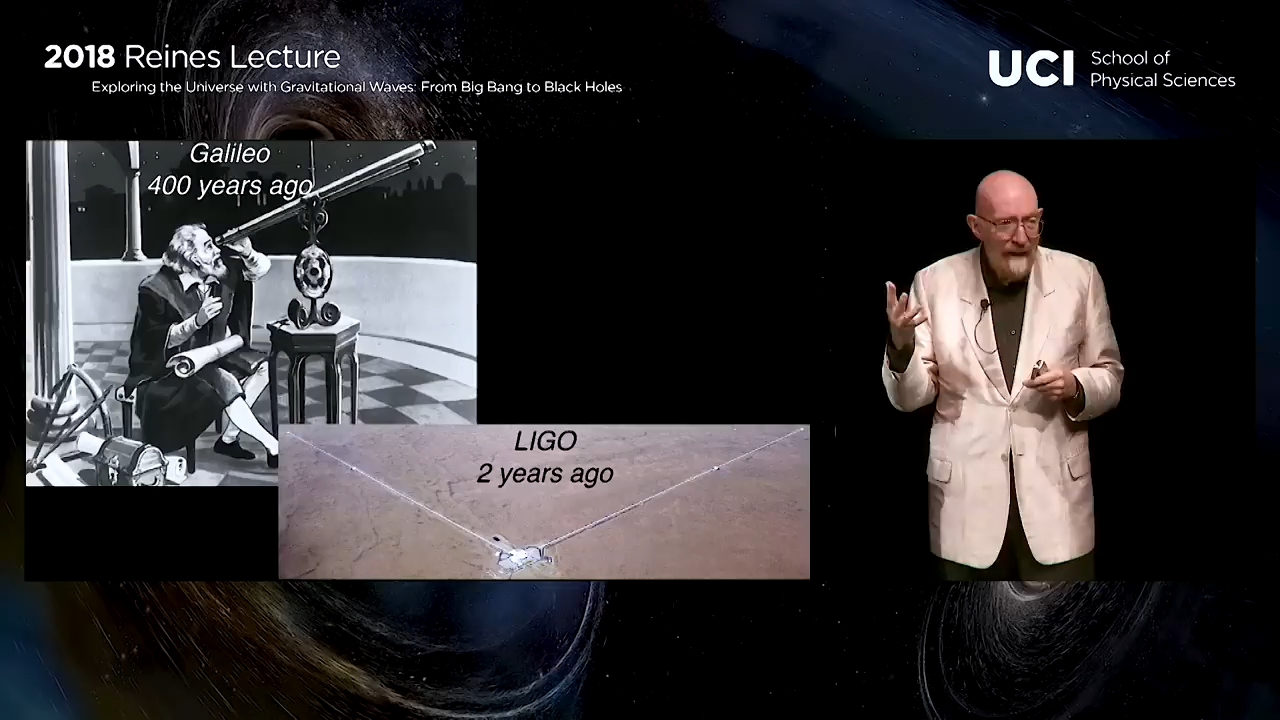 2018 Reines Lecture
Exploring the Universe with Gravitational Waves: From Big Bang to Black Holes
UCI School of
Physical Sciences
Galileo
400 years ago
LIGO
2 years ago